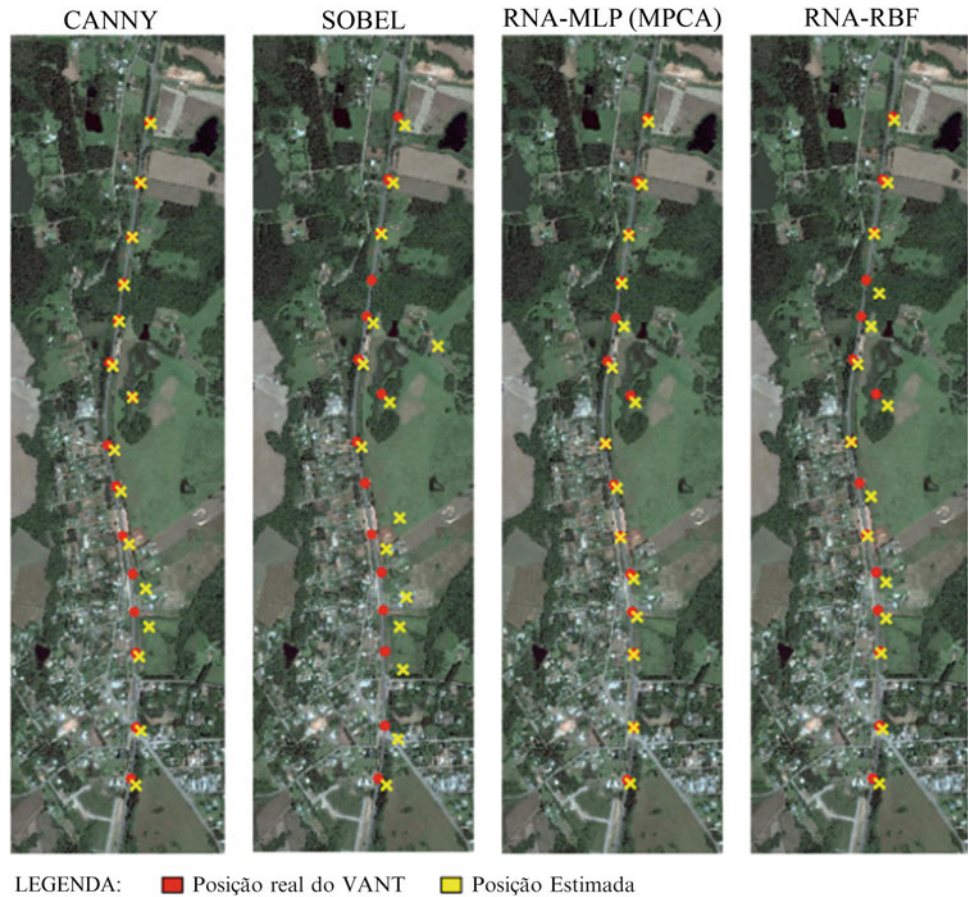 CANNY
SOBEL
RNA-MLP (MPCA)
RNA-RBF
LEGENDA:
Posição real do VANT
Posição Estimada